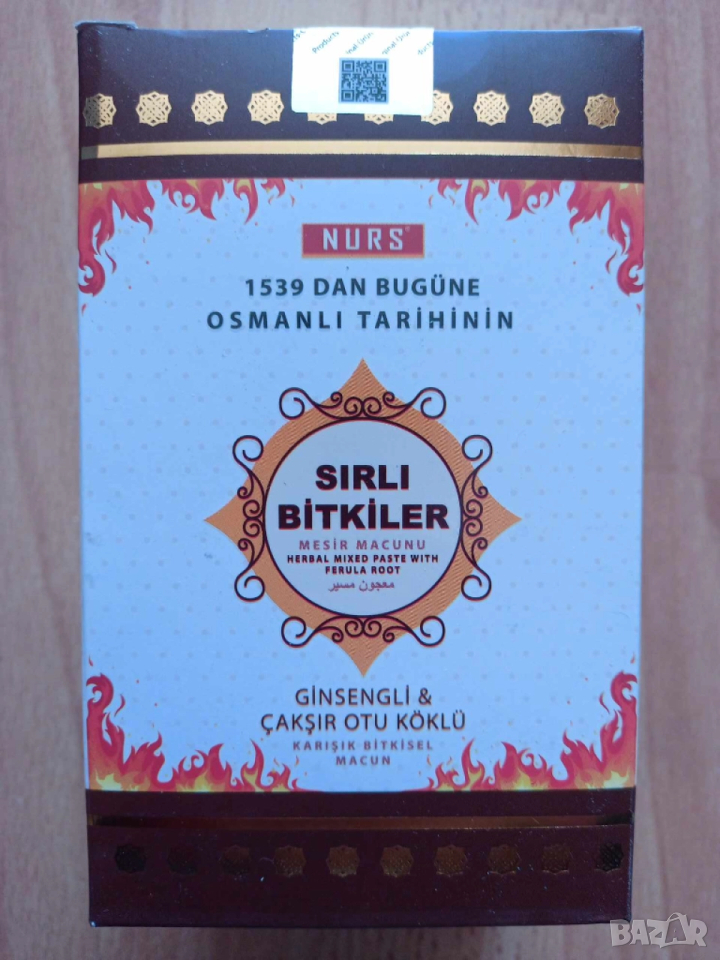 NURS®
1539 DAN BUGÜNE
OSMANLI TARİHİNİN
SIRLI
BİTKİLER
MESİR MACUNU
HERBAL MIXED PASTE WITH
FERULA ROOT
معجون مسير
GİNSENGLİ &
ÇAKŞIR OTU KÖKLÜ
KARIŞIK BİTKİSEL
MACUN
BAZAR